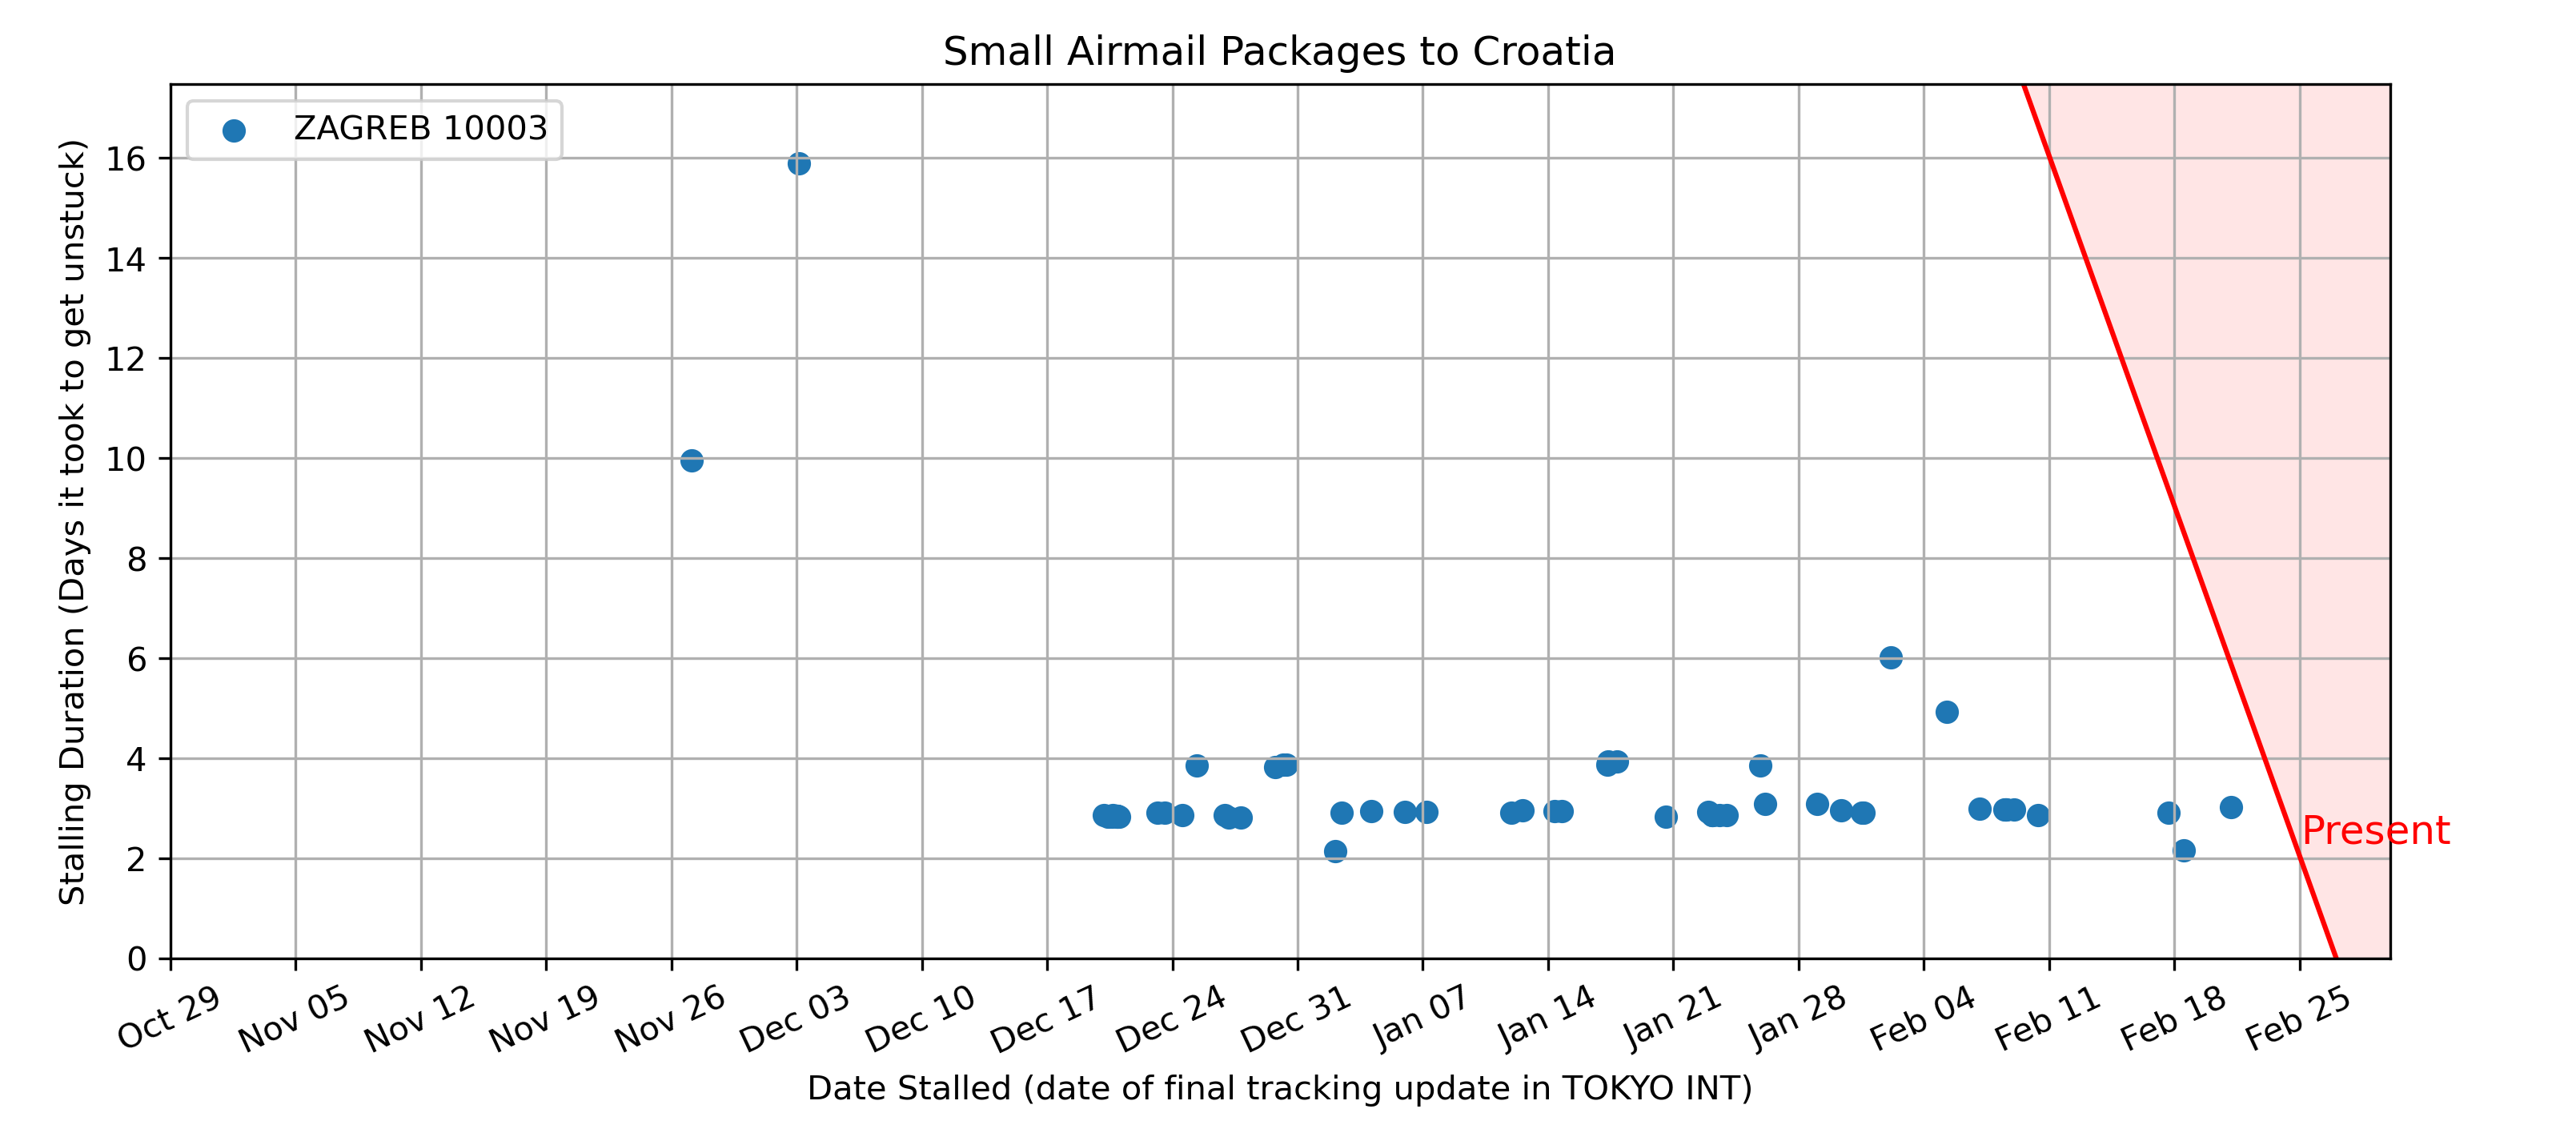 Small Airmail Packages to Croatia
ZAGREB 10003
Stalling Duration (Days it took to get unstuck)
16
14
12
10
8
6
4
2
0
Present
Oct 29 Nov 05 Nov 12 Nov 19 Nov 26 Dec 03 Dec 10 Dec 17 Dec 24 Dec 31 Jan 07 Jan 14 Jan 21 Jan 28 Feb 04 Feb 11 Feb 18 Feb 25
Date Stalled (date of final tracking update in TOKYO INT)